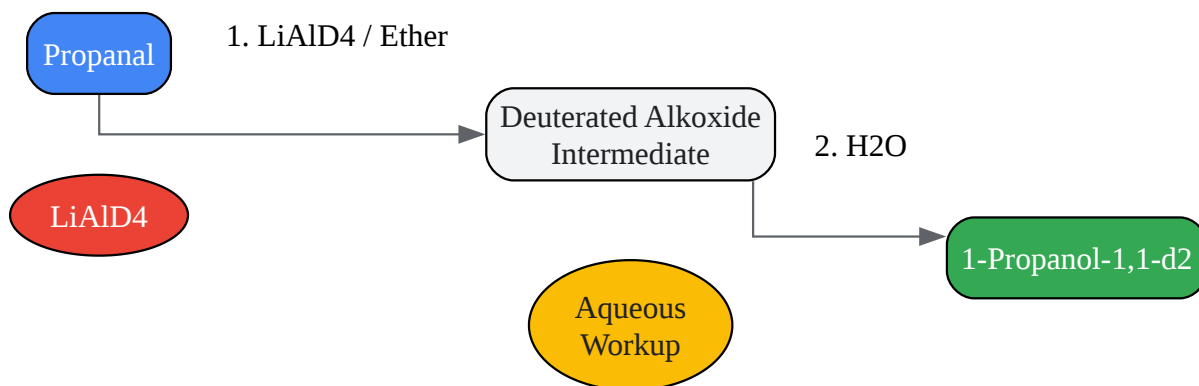 Propanal
1. LiAlD4 / Ether
Deuterated Alkoxide
Intermediate
2. H2O
LiAlD4
1-Propanol-1,1-d2
Aqueous
Workup